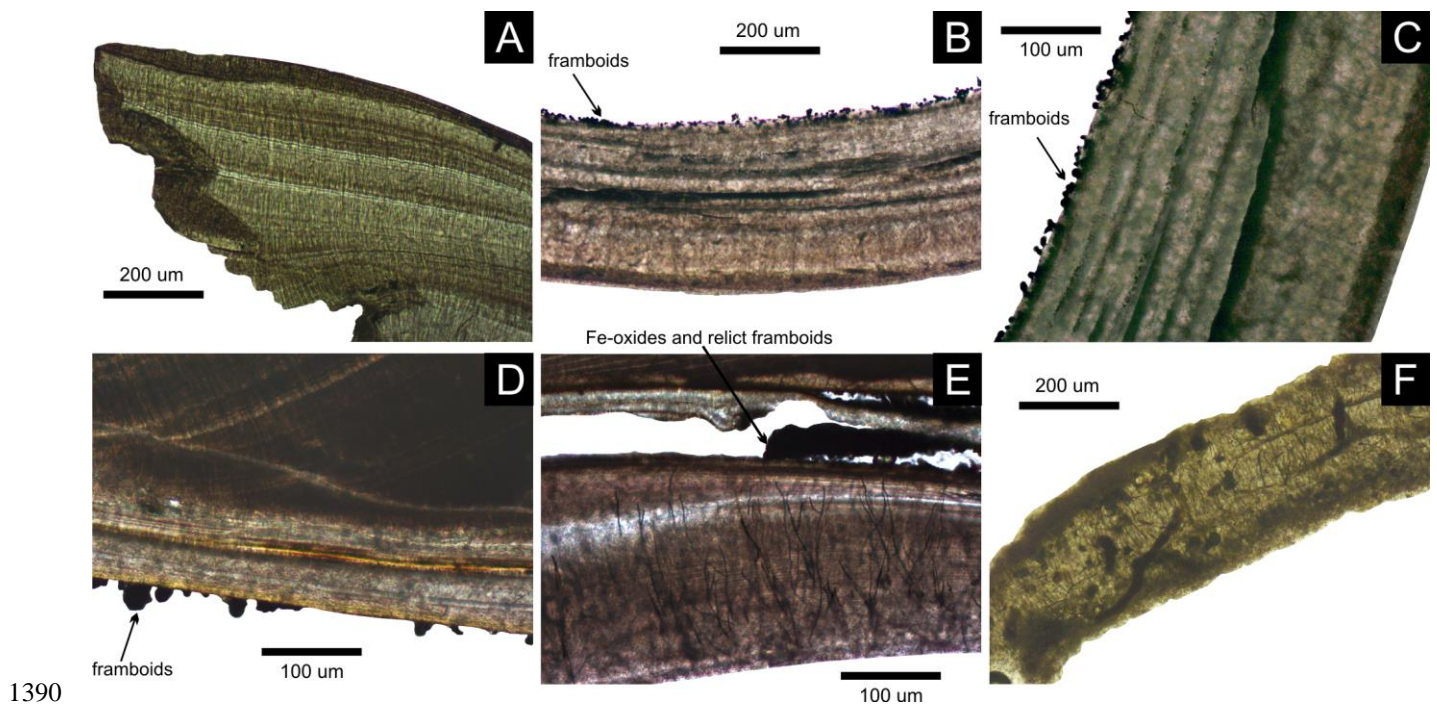 A
200 um
framboids
200 um
B
100 um
framboids
C
D
framboids
100 um
Fe-oxides and relict framboids
E
100 um
200 um
F
1390